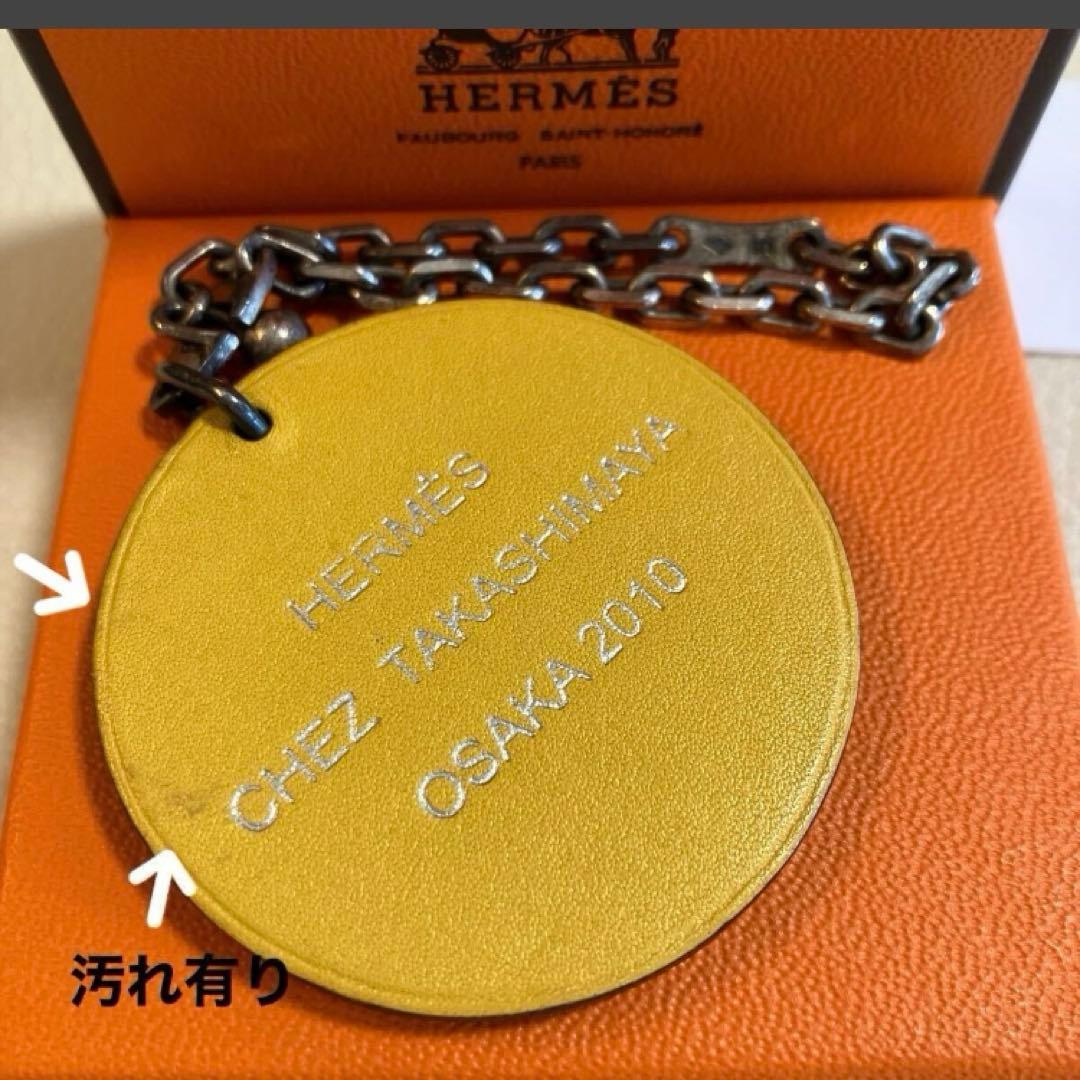 HERMÈS
FAUBOURG SAINT-HONORÉ
PARIS
HERMÈS
CHEZ TAKASHIMAYA
OSAKA 2010
汚れ有り